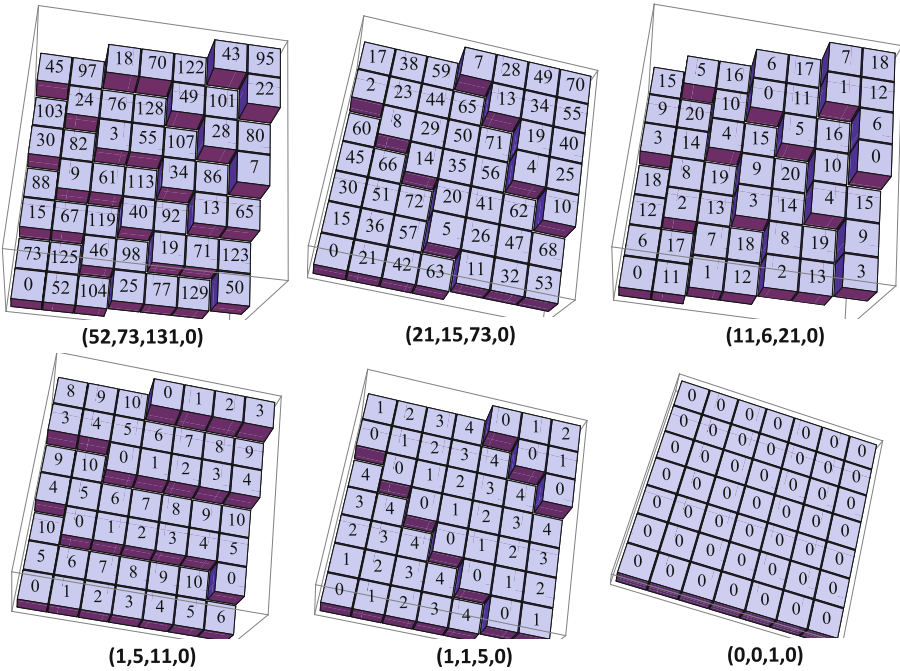 45 97 18 70 122 43 95
103 24 76 128 49 101 22
30 82 3 55 107 28 80
88 9 61 113 34 86 7
15 67 119 40 92 13 65
73 125 46 98 19 71 123
0 52 104 25 77 129 50
(52,73,131,0)
17 38 59 7 28 49 70
2 23 44 65 13 34 55
60 8 29 50 71 19 40
45 66 14 35 56 4 25
30 51 72 20 41 62 10
15 36 57 5 26 47 68
0 21 42 63 11 32 53
(21,15,73,0)
15 5 16 6 17 7 18
9 20 10 0 11 1 12
3 14 4 15 5 16 6
18 8 19 9 20 10 0
12 2 13 3 14 4 15
6 17 7 18 8 19 9
0 11 1 12 2 13 3
(11,6,21,0)
8 9 10 0 1 2 3
3 4 5 6 7 8 9
9 10 0 1 2 3 4
4 5 6 7 8 9 10
10 0 1 2 3 4 5
5 6 7 8 9 10 0
0 1 2 3 4 5 6
(1,5,11,0)
1 2 3 4 0 1 2
0 1 2 3 4 0 1
4 0 1 2 3 4 0
3 4 0 1 2 3 4
2 3 4 0 1 2 3
1 2 3 4 0 1 2
0 1 2 3 4 0 1
(1,1,5,0)
0 0 0 0 0 0 0
0 0 0 0 0 0 0
0 0 0 0 0 0 0
0 0 0 0 0 0 0
0 0 0 0 0 0 0
0 0 0 0 0 0 0
0 0 0 0 0 0 0
(0,0,1,0)